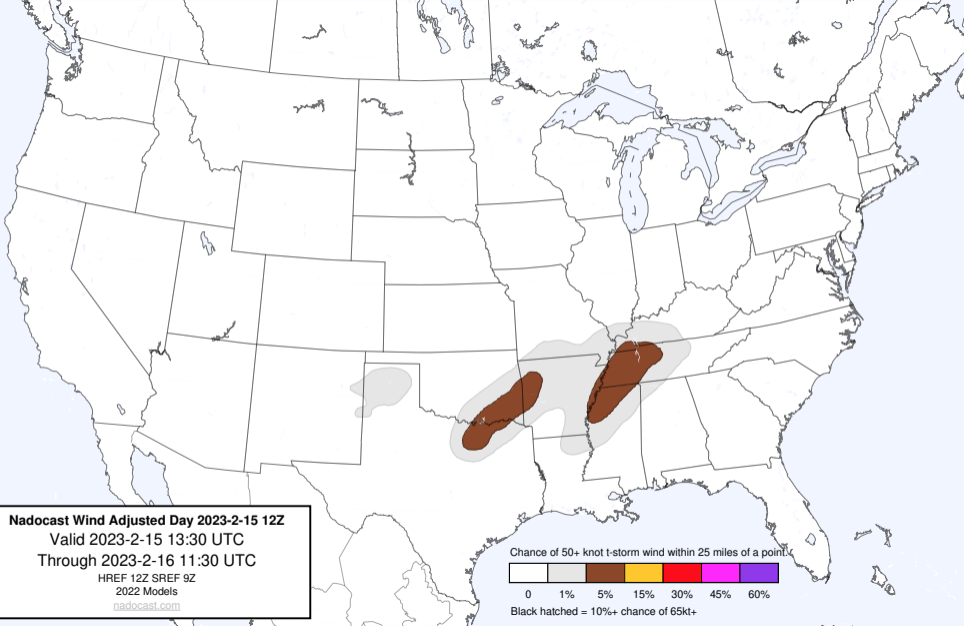 Nadocast Wind Adjusted Day 2023-2-15 12Z
Valid 2023-2-15 13:30 UTC
Through 2023-2-16 11:30 UTC
HREF 12Z SREF 9Z
2022 Models
nadocast.com
Chance of 50+ knot t-storm wind within 25 miles of a point.
0 1% 5% 15% 30% 45% 60%
Black hatched = 10%+ chance of 65kt+